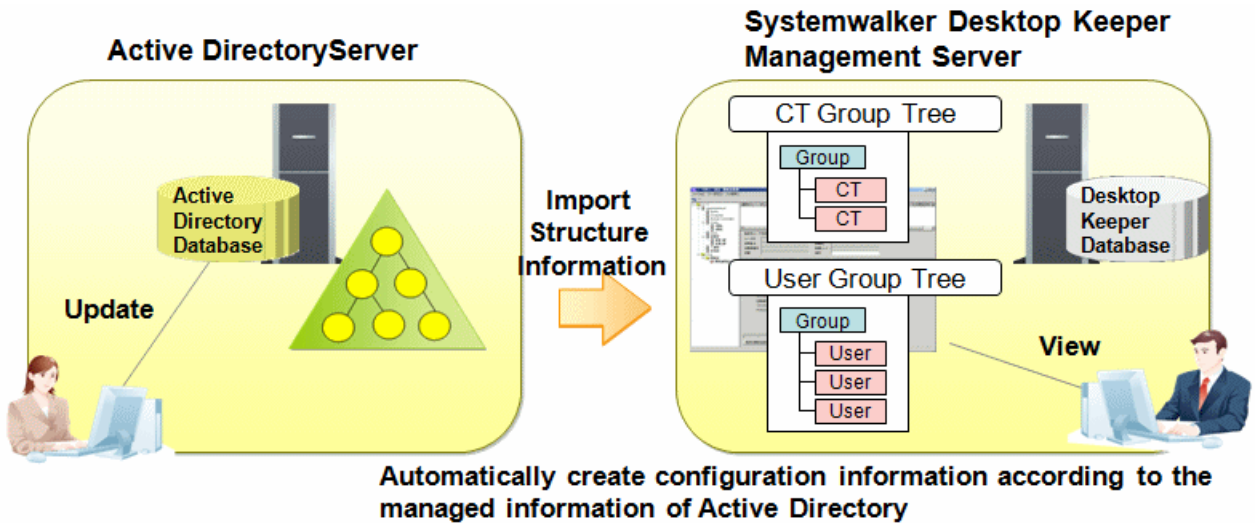 Active DirectoryServer
Systemwalker Desktop Keeper
Management Server
Active
Directory
Database
Update
Import
Structure
Information
CT Group Tree
Group
CT
CT
User Group Tree
Group
User
User
User
Desktop
Keeper
Database
View
Automatically create configuration information according to the
managed information of Active Directory